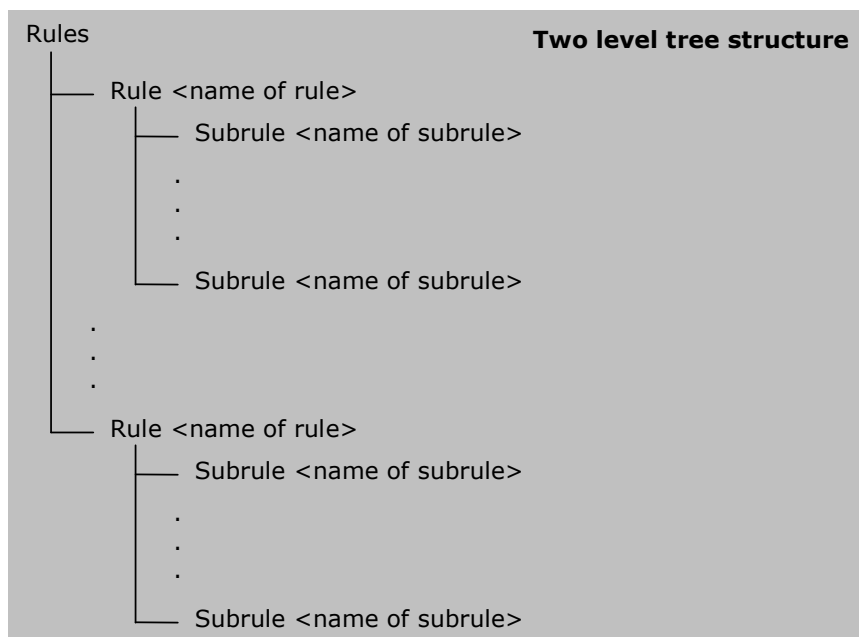 Rules
Two level tree structure
Rule <name of rule>
Subrule <name of subrule>
.
.
.
Subrule <name of subrule>
.
.
.
Rule <name of rule>
Subrule <name of subrule>
.
.
.
Subrule <name of subrule>